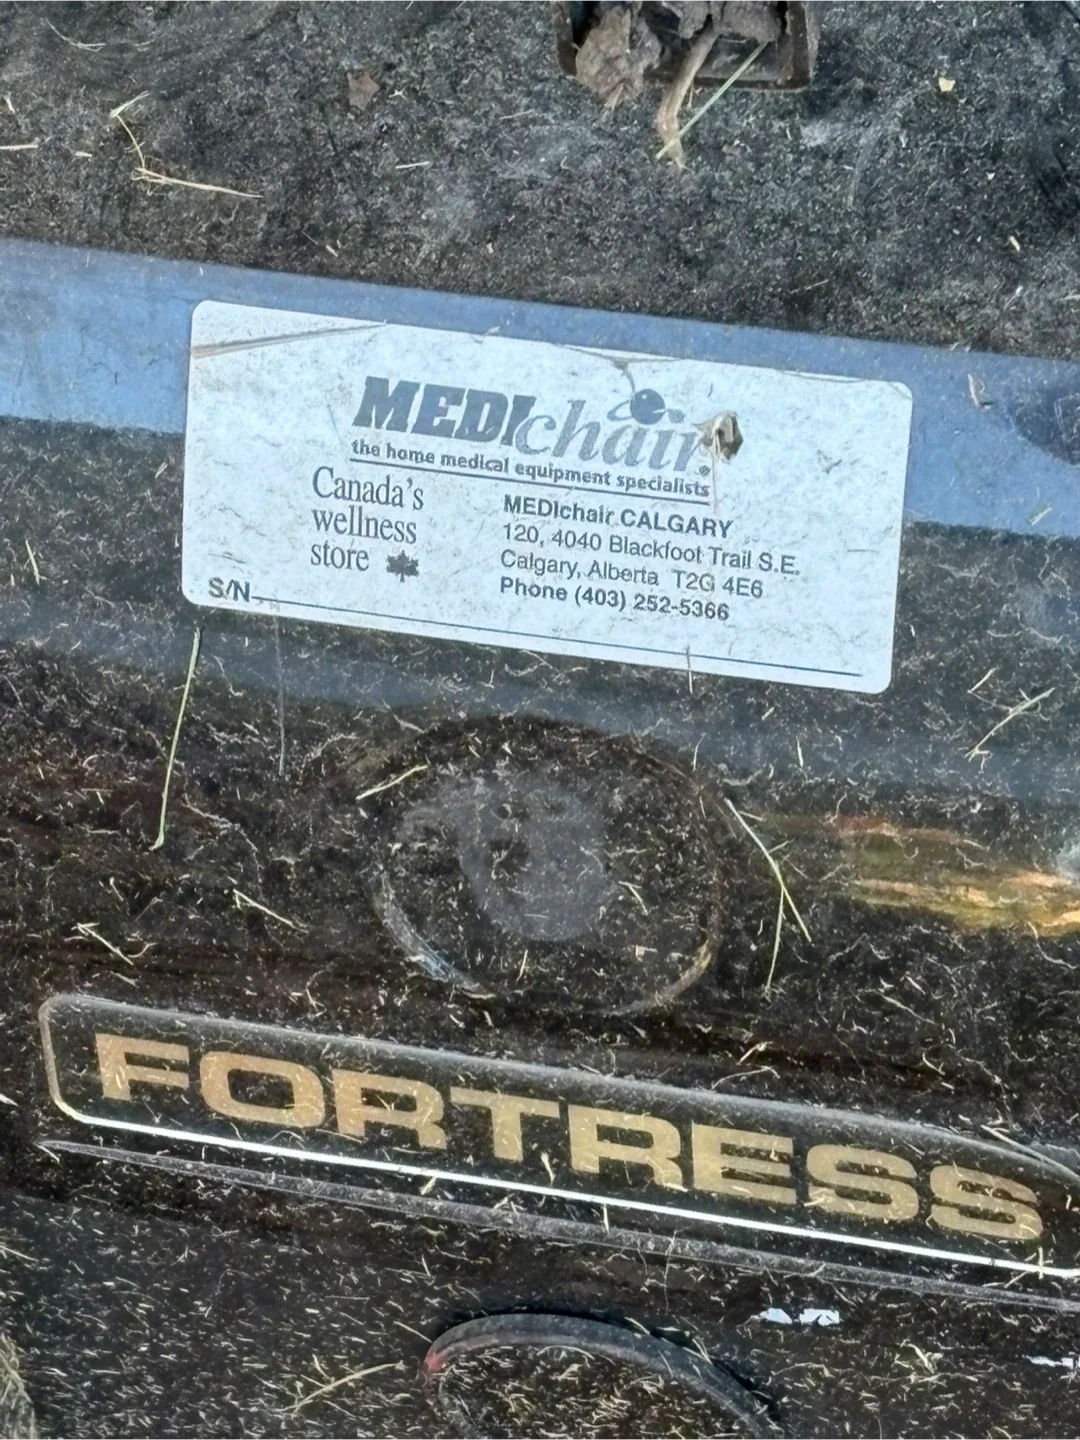 MEDIchair
the home medical equipment specialists
Canada's
wellness
store
MEDIchair CALGARY
120, 4040 Blackfoot Trail S.E.
Calgary, Alberta T2G 4E6
Phone (403) 252-5366
S/N
FORTRESS